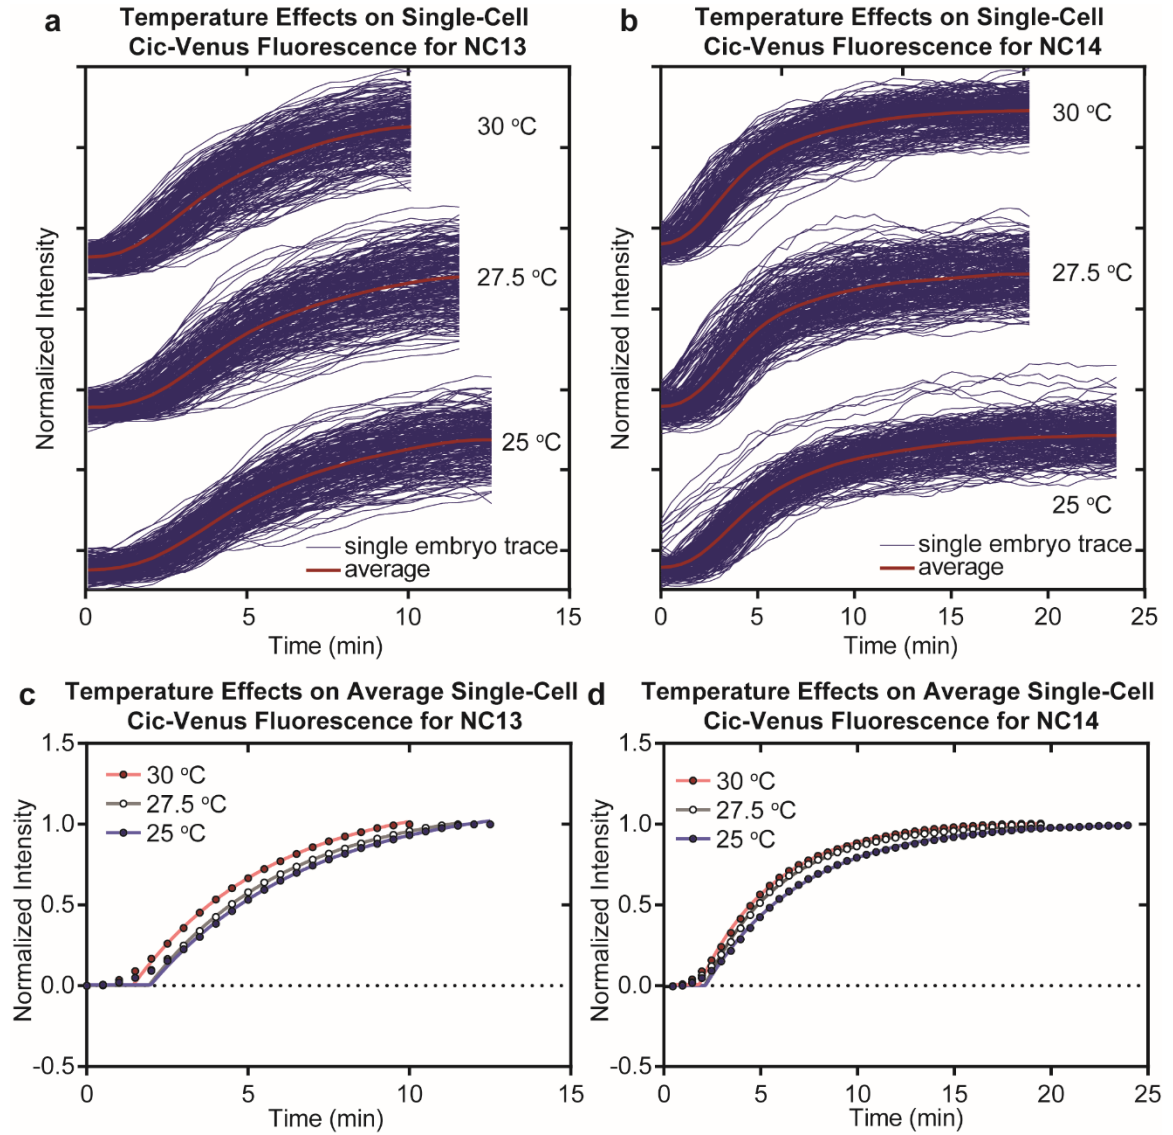 a Temperature Effects on Single-Cell
Cic-Venus Fluorescence for NC13
Normalized Intensity
30 °C
27.5 °C
25 °C
single embryo trace
average
0 5 10 15
Time (min)
b Temperature Effects on Single-Cell
Cic-Venus Fluorescence for NC14
Normalized Intensity
30 °C
27.5 °C
25 °C
single embryo trace
average
0 5 10 15 20 25
Time (min)
c Temperature Effects on Average Single-Cell
Cic-Venus Fluorescence for NC13
Normalized Intensity
1.5
1.0
0.5
0.0
-0.5
30 °C
27.5 °C
25 °C
0 5 10 15
Time (min)
d Temperature Effects on Average Single-Cell
Cic-Venus Fluorescence for NC14
Normalized Intensity
1.5
1.0
0.5
0.0
-0.5
30 °C
27.5 °C
25 °C
0 5 10 15 20 25
Time (min)